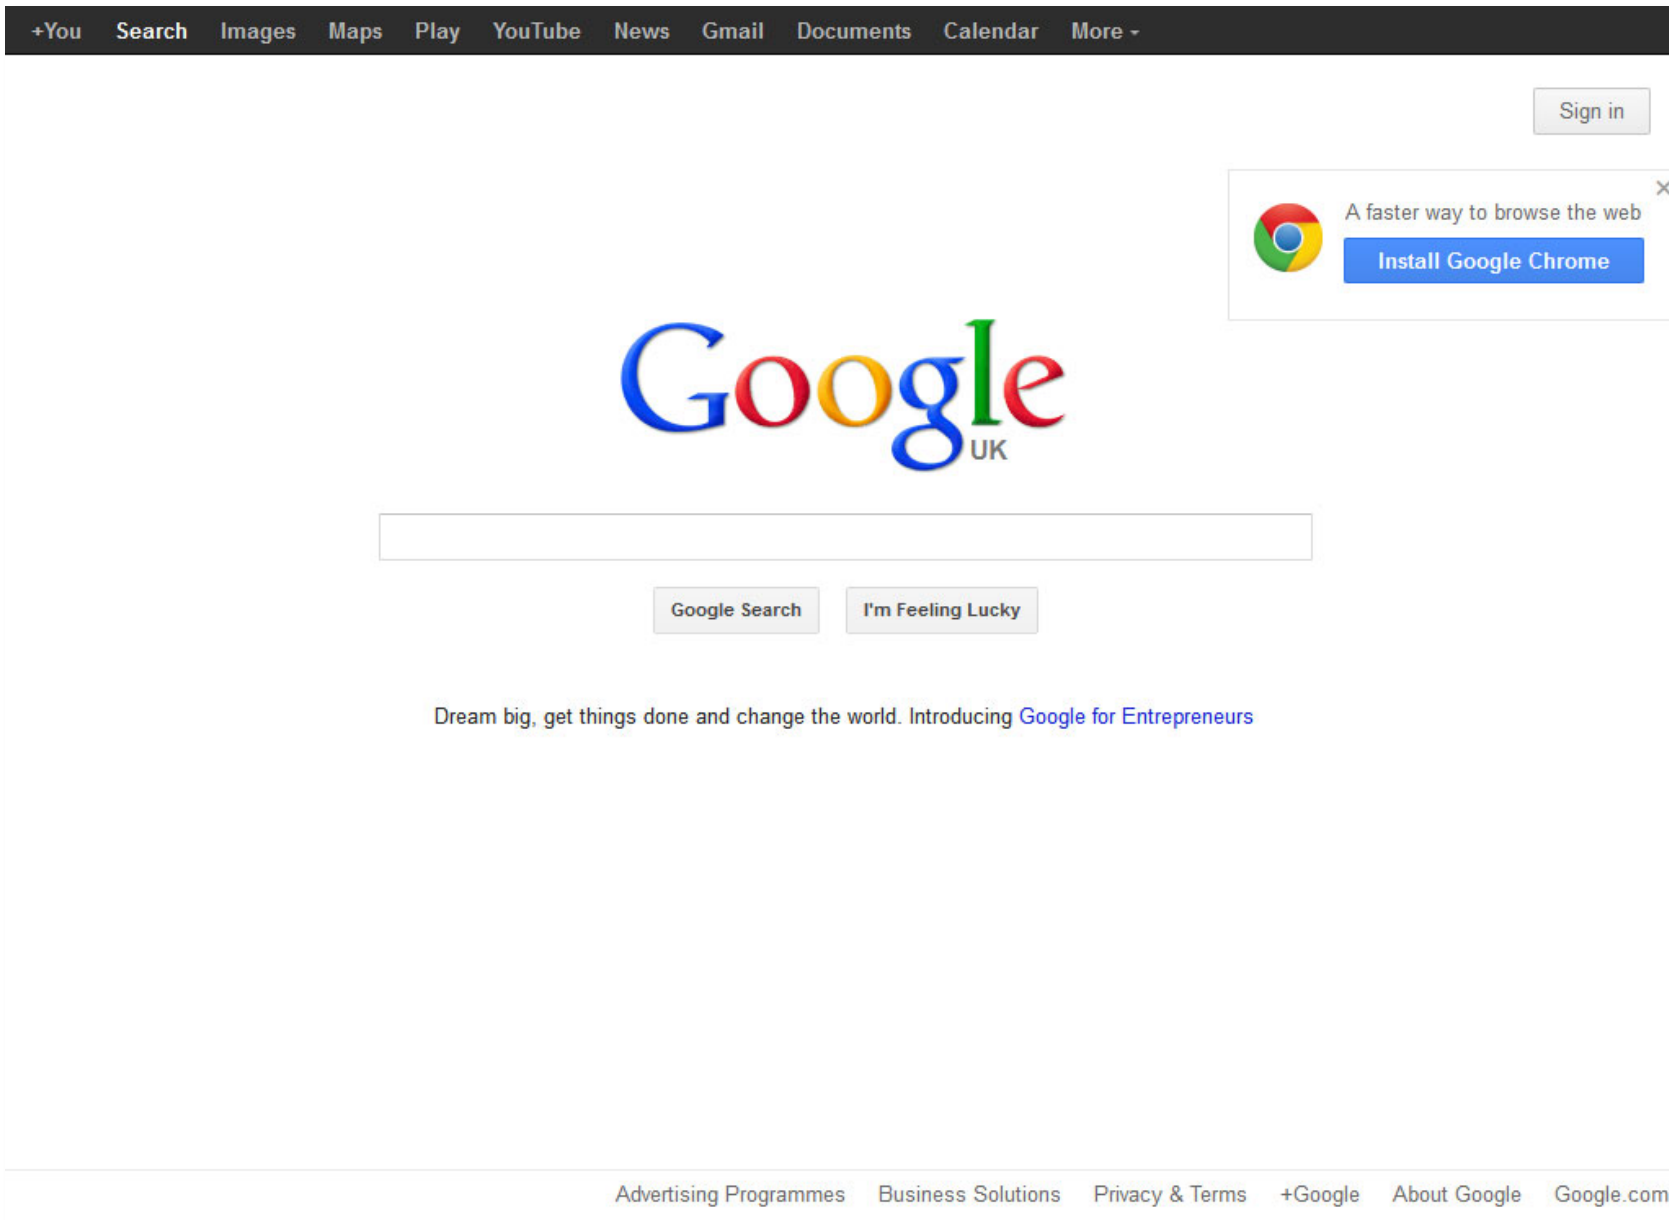 +You Search Images Maps Play YouTube News Gmail Documents Calendar More
Sign in
A faster way to browse the web
Install Google Chrome
Google
UK
Google Search I'm Feeling Lucky
Dream big, get things done and change the world. Introducing Google for Entrepreneurs
Advertising Programmes Business Solutions Privacy & Terms +Google About Google Google.com